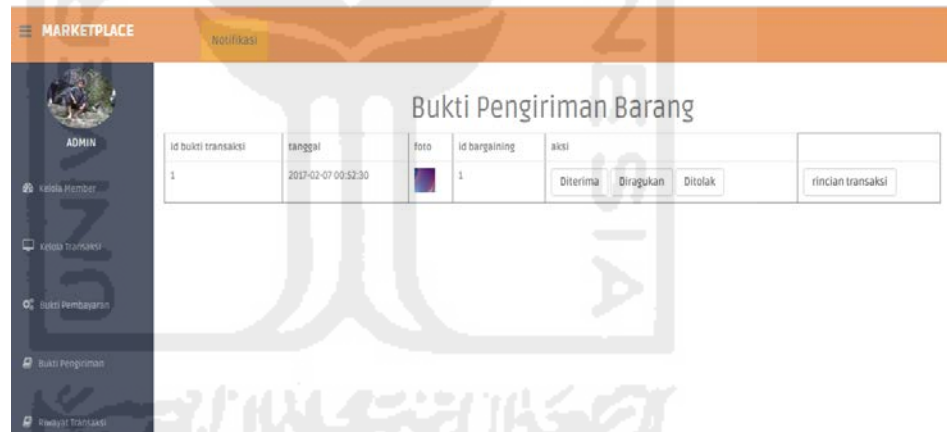 MARKETPLACE
Notifikasi
ADMIN
Kelola Member
Kelola Transaksi
Bukti Pembayaran
Bukti Pengiriman
Riwayat Transaksi
Bukti Pengiriman Barang
id bukti transaksi tanggal foto id bargaining aksi
1 2017-02-07 00:52:30 1 Diterima Diragukan Ditolak rincian transaksi